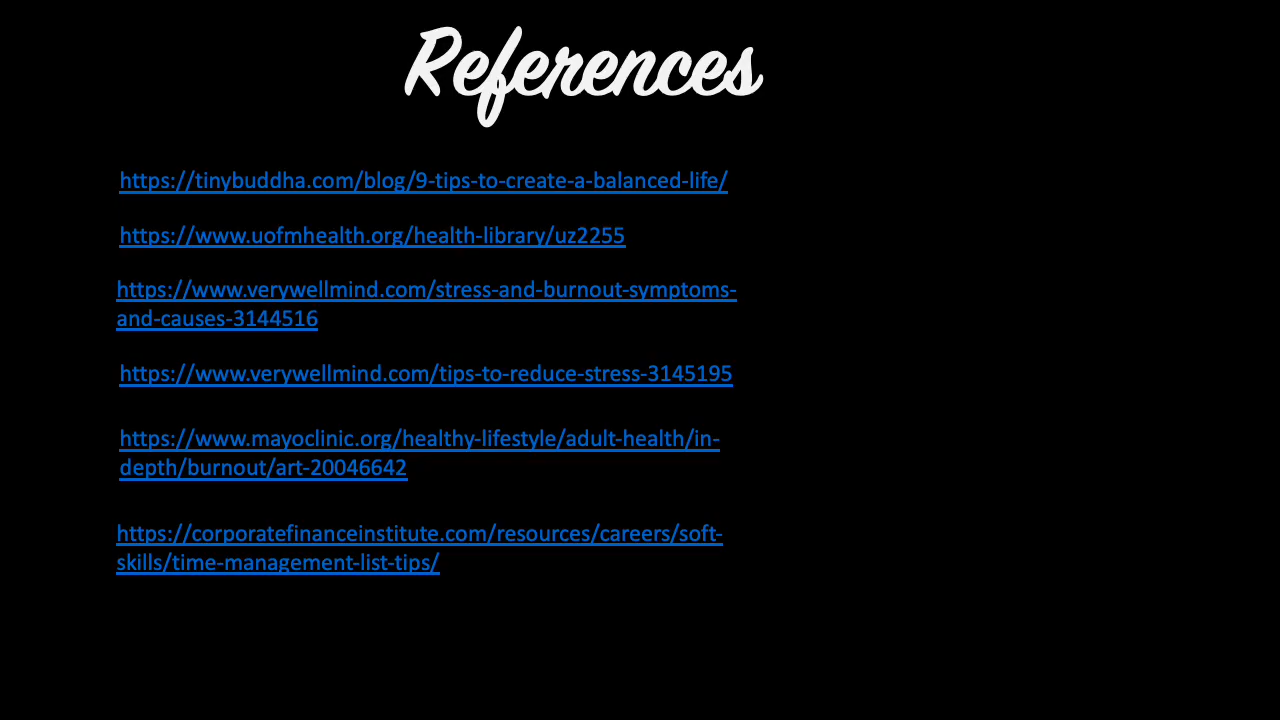 References
https://tinybuddha.com/blog/9-tips-to-create-a-balanced-life/
https://www.uofmhealth.org/health-library/uz2255
https://www.verywellmind.com/stress-and-burnout-symptoms-
and-causes-3144516
https://www.verywellmind.com/tips-to-reduce-stress-3145195
https://www.mayoclinic.org/healthy-lifestyle/adult-health/in-
depth/burnout/art-20046642
https://corporatefinanceinstitute.com/resources/careers/soft-
skills/time-management-list-tips/